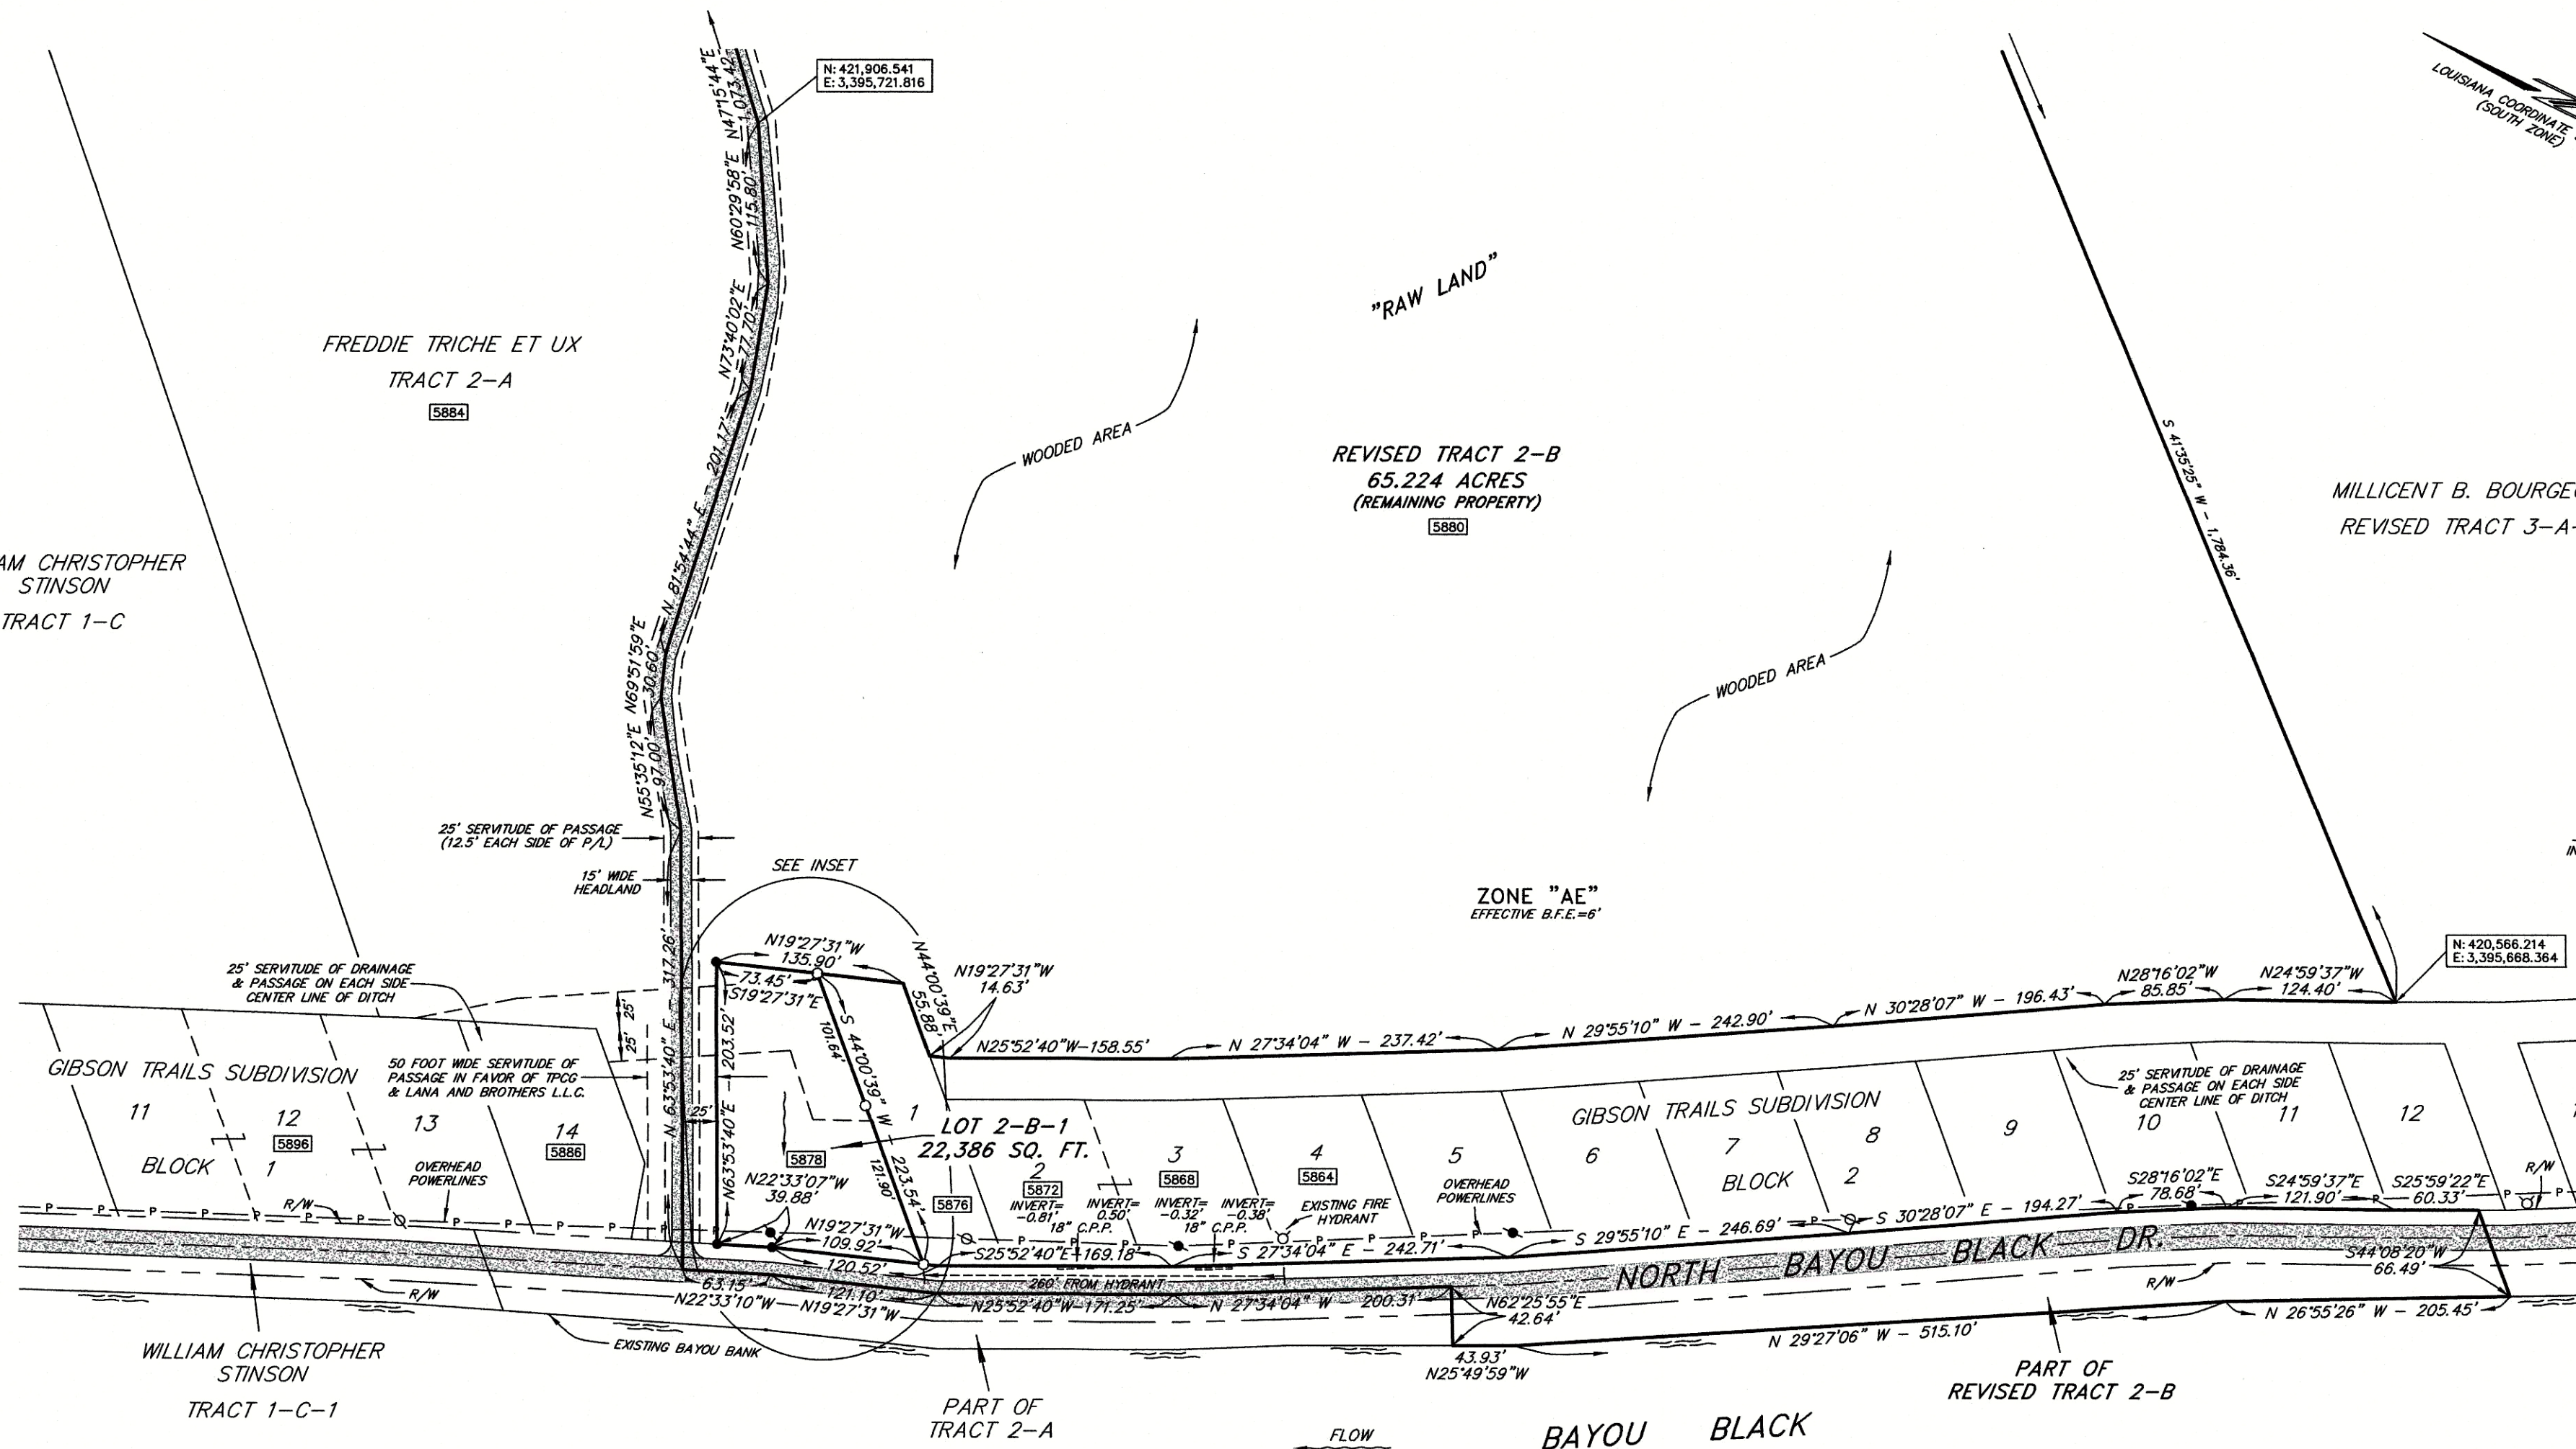 N47°15'44"E
1,073.42'
N: 421,906.541
E: 3,395,721.816
LOUISIANA COORDINATE
(SOUTH ZONE)
N60°29'58"E
115.80'
N73°40'02"E
77.70'
"RAW LAND"
FREDDIE TRICHE ET UX
TRACT 2-A
5884
WOODED AREA
REVISED TRACT 2-B
65.224 ACRES
(REMAINING PROPERTY)
5880
S 41°35'25" W - 1,784.36'
MILLICENT B.
REVISED TRACT
N 81°54'44" E - 201.17'
CHRISTOPHER
STINSON
TRACT 1-C
N69°51'59"E
30.60'
N55°35'12"E
97.00'
WOODED AREA
25' SERVITUDE OF PASSAGE
(12.5' EACH SIDE OF P/L)
15' WIDE
HEADLAND
SEE INSET
ZONE "AE"
EFFECTIVE B.F.E.=6'
N: 420,566.214
E: 3,395,668.364
25' SERVITUDE OF DRAINAGE
& PASSAGE ON EACH SIDE
CENTER LINE OF DITCH
N 63°53'40" E - 317.26'
N19°27'31"W
135.90'
73.45'
S19°27'31"E
N44°00'39"E
55.88'
N19°27'31"W
14.63'
N25°52'40"W-158.55'
N 27°34'04" W - 237.42'
N 29°55'10" W - 242.90'
N 30°28'07" W - 196.43'
N28°16'02"W
85.85'
N24°59'37"W
124.40'
25'
25'
GIBSON TRAILS SUBDIVISION
50 FOOT WIDE SERVITUDE OF
PASSAGE IN FAVOR OF TPCG
& LANA AND BROTHERS L.L.C.
11
12
5896
13
14
5886
BLOCK 1
OVERHEAD
POWERLINES
R/W
25'
N63°53'40"E - 203.52'
101.64'
S 44°00'39" W - 223.54'
121.90'
1
LOT 2-B-1
22,386 SQ. FT.
5878
N22°33'07"W
39.88'
N19°27'31"W
109.92'
5876
2
5872
INVERT=
-0.81'
INVERT=
0.50'
18" C.P.P.
3
5868
INVERT=
-0.32'
INVERT=
-0.38'
18" C.P.P.
4
5864
EXISTING FIRE
HYDRANT
5
OVERHEAD
POWERLINES
GIBSON TRAILS SUBDIVISION
6
7
8
BLOCK 2
9
10
25' SERVITUDE OF DRAINAGE
& PASSAGE ON EACH SIDE
CENTER LINE OF DITCH
11
12
R/W
S28°16'02"E
78.68'
S24°59'37"E
121.90'
S25°59'22"E
60.33'
S25°52'40"E-169.18'
S 27°34'04" E - 242.71'
S 29°55'10" E - 246.69'
S 30°28'07" E - 194.27'
P P P P P P P P P P P P
120.52'
260' FROM HYDRANT
NORTH BAYOU BLACK DR.
S44°08'20"W
66.49'
R/W
R/W
63.15'
N22°33'10"W
121.10'
N19°27'31"W
N25°52'40"W-171.25'
N 27°34'04" W - 200.31'
N62°25'55"E
42.64'
N 29°27'06" W - 515.10'
N 26°55'26" W - 205.45'
43.93'
N25°49'59"W
EXISTING BAYOU BANK
WILLIAM CHRISTOPHER
STINSON
TRACT 1-C-1
PART OF
TRACT 2-A
PART OF
REVISED TRACT 2-B
FLOW
BAYOU BLACK